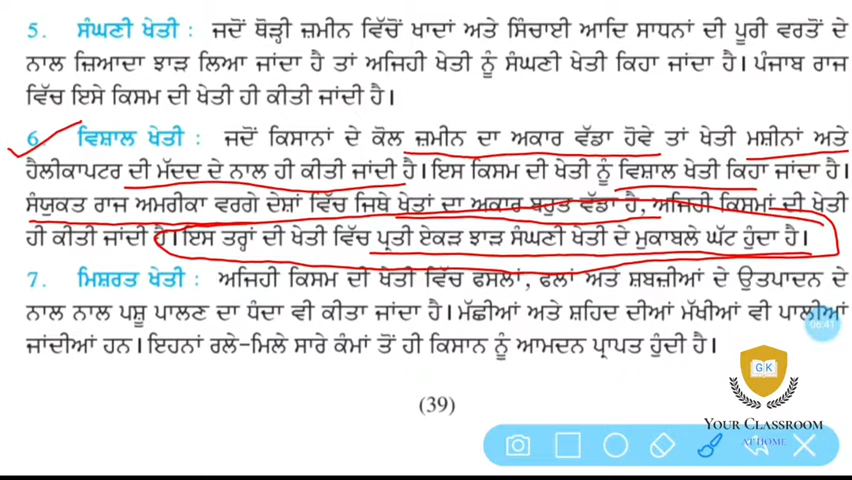 5. ਸੰਘਣੀ ਖੇਤੀ : ਜਦੋਂ ਥੋੜ੍ਹੀ ਜ਼ਮੀਨ ਵਿੱਚੋਂ ਖਾਦਾਂ ਅਤੇ ਸਿੰਚਾਈ ਆਦਿ ਸਾਧਨਾਂ ਦੀ ਪੂਰੀ ਵਰਤੋਂ ਦੇ
ਨਾਲ ਜ਼ਿਆਦਾ ਝਾੜ ਲਿਆ ਜਾਂਦਾ ਹੈ ਤਾਂ ਅਜਿਹੀ ਖੇਤੀ ਨੂੰ ਸੰਘਣੀ ਖੇਤੀ ਕਿਹਾ ਜਾਂਦਾ ਹੈ। ਪੰਜਾਬ ਰਾਜ
ਵਿੱਚ ਇਸੇ ਕਿਸਮ ਦੀ ਖੇਤੀ ਹੀ ਕੀਤੀ ਜਾਂਦੀ ਹੈ।
6. ਵਿਸ਼ਾਲ ਖੇਤੀ : ਜਦੋਂ ਕਿਸਾਨਾਂ ਦੇ ਕੋਲ ਜ਼ਮੀਨ ਦਾ ਅਕਾਰ ਵੱਡਾ ਹੋਵੇ ਤਾਂ ਖੇਤੀ ਮਸ਼ੀਨਾਂ ਅਤੇ
ਹੈਲੀਕਾਪਟਰ ਦੀ ਮੱਦਦ ਦੇ ਨਾਲ ਹੀ ਕੀਤੀ ਜਾਂਦੀ ਹੈ। ਇਸ ਕਿਸਮ ਦੀ ਖੇਤੀ ਨੂੰ ਵਿਸ਼ਾਲ ਖੇਤੀ ਕਿਹਾ ਜਾਂਦਾ ਹੈ।
ਸੰਯੁਕਤ ਰਾਜ ਅਮਰੀਕਾ ਵਰਗੇ ਦੇਸ਼ਾਂ ਵਿੱਚ ਜਿਥੇ ਖੇਤਾਂ ਦਾ ਅਕਾਰ ਬਹੁਤ ਵੱਡਾ ਹੈ, ਅਜਿਹੀ ਕਿਸਮਾਂ ਦੀ ਖੇਤੀ
ਹੀ ਕੀਤੀ ਜਾਂਦੀ ਹੈ। ਇਸ ਤਰ੍ਹਾਂ ਦੀ ਖੇਤੀ ਵਿੱਚ ਪ੍ਰਤੀ ਏਕੜ ਝਾੜ ਸੰਘਣੀ ਖੇਤੀ ਦੇ ਮੁਕਾਬਲੇ ਘੱਟ ਹੁੰਦਾ ਹੈ।
7. ਮਿਸ਼ਰਤ ਖੇਤੀ : ਅਜਿਹੀ ਕਿਸਮ ਦੀ ਖੇਤੀ ਵਿੱਚ ਫਸਲਾਂ, ਫਲਾਂ ਅਤੇ ਸ਼ਬਜ਼ੀਆਂ ਦੇ ਉਤਪਾਦਨ ਦੇ
ਨਾਲ ਨਾਲ ਪਸ਼ੂ ਪਾਲਣ ਦਾ ਧੰਦਾ ਵੀ ਕੀਤਾ ਜਾਂਦਾ ਹੈ। ਮੱਛੀਆਂ ਅਤੇ ਸ਼ਹਿਦ ਦੀਆਂ ਮੱਖੀਆਂ ਵੀ ਪਾਲੀਆਂ
ਜਾਂਦੀਆਂ ਹਨ। ਇਹਨਾਂ ਰਲੇ-ਮਿਲੇ ਸਾਰੇ ਕੰਮਾਂ ਤੋਂ ਹੀ ਕਿਸਾਨ ਨੂੰ ਆਮਦਨ ਪ੍ਰਾਪਤ ਹੁੰਦੀ ਹੈ।
06:41
(39)
GK
YOUR CLASSROOM
AT HOME